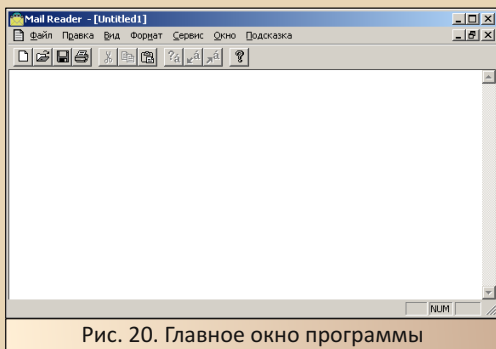 Mail Reader - [Untitled1]
Файл Правка Вид Формат Сервис Окно Подсказка
NUM
Рис. 20. Главное окно программы